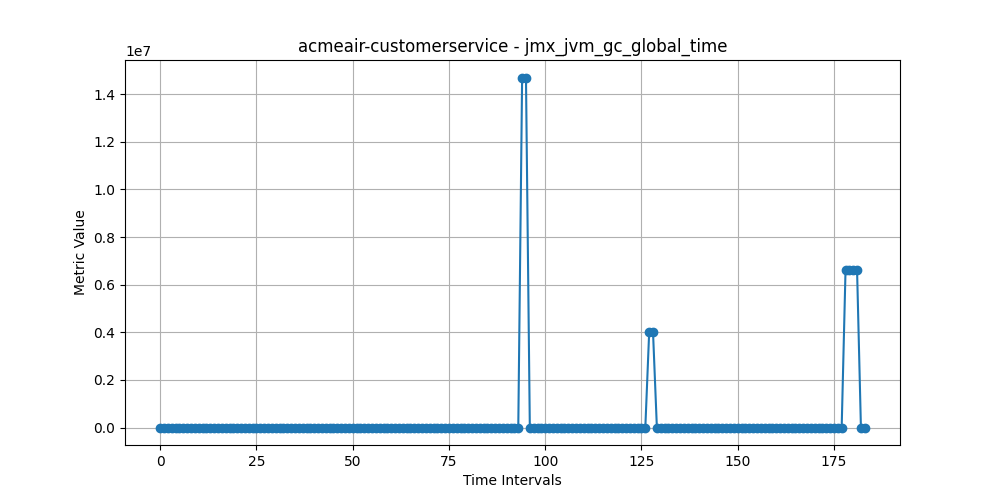 acmeair-customerservice - jmx_jvm_gc_global_time
1e7
1.4
1.2
1.0
0.8
0.6
0.4
0.2
0.0
Metric Value
0 25 50 75 100 125 150 175
Time Intervals